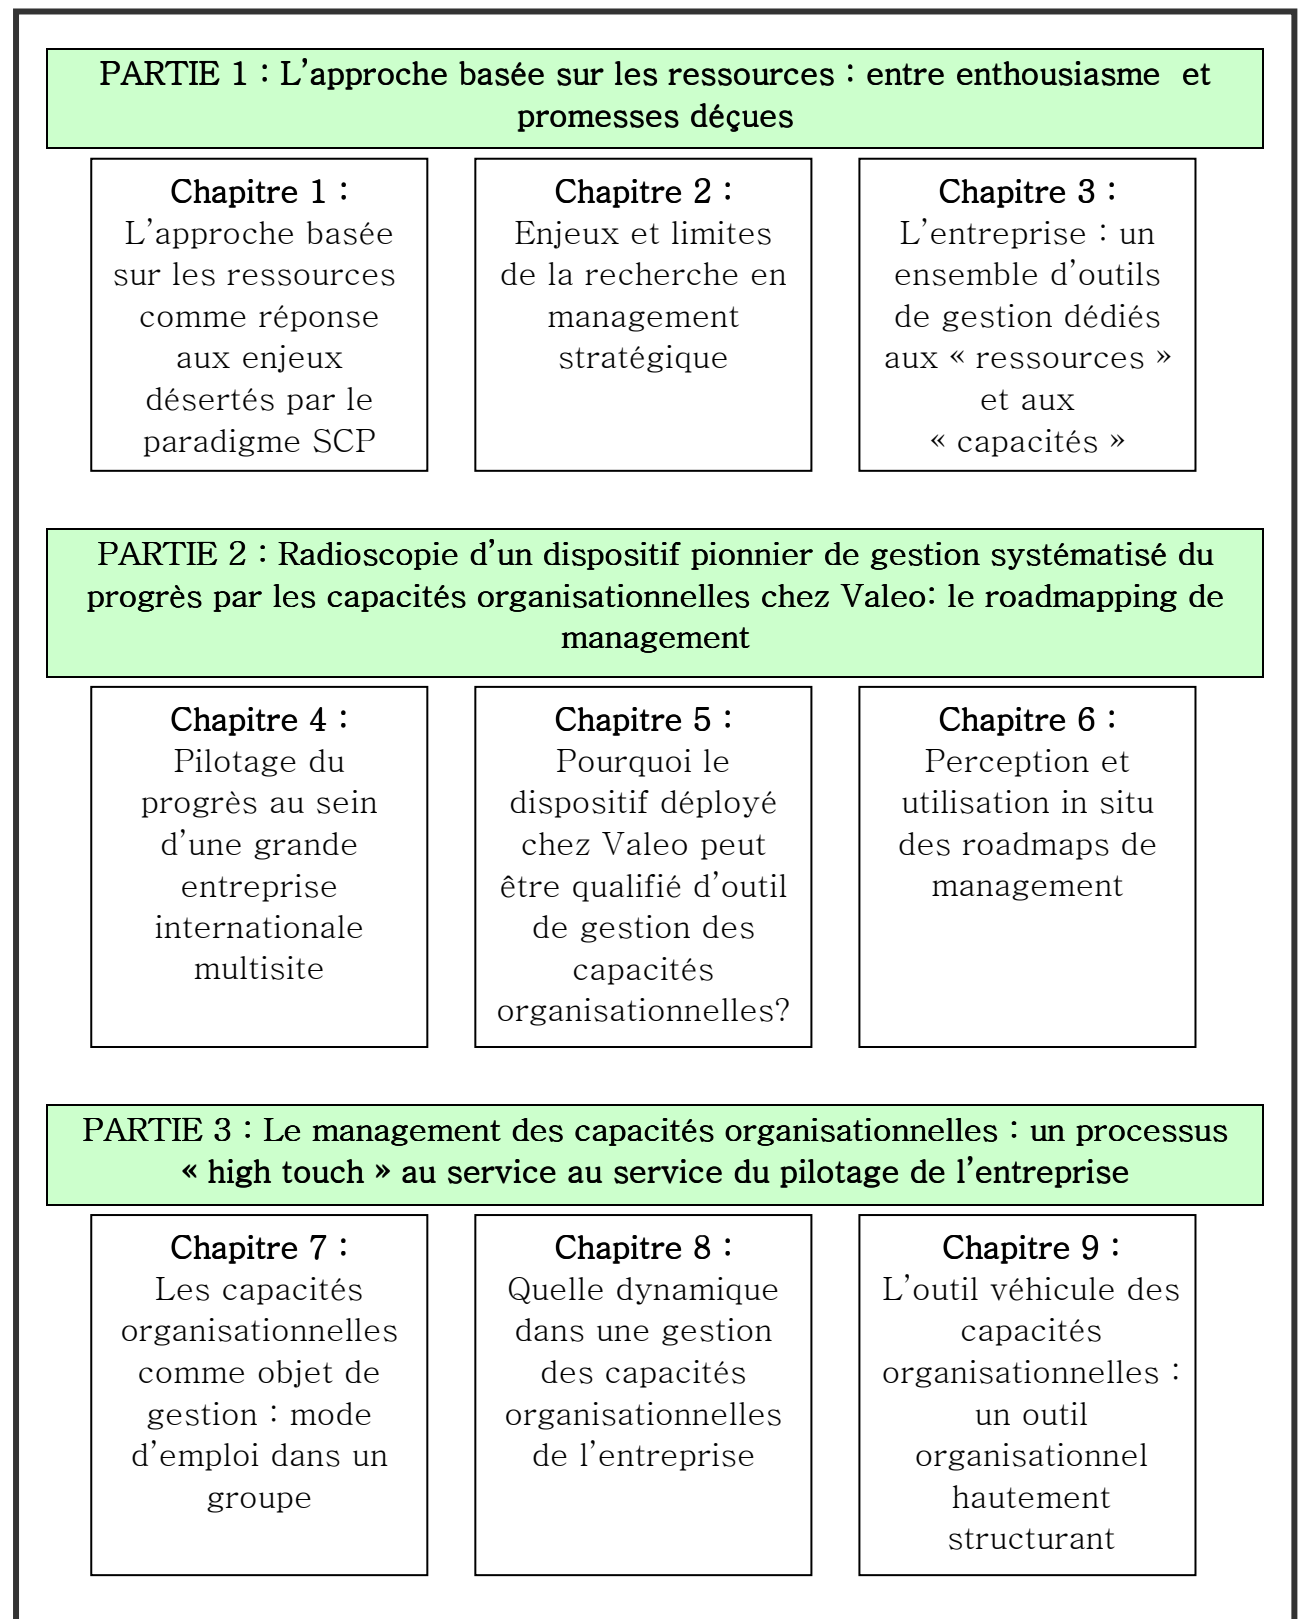 PARTIE 1 : L’approche basée sur les ressources : entre enthousiasme et
promesses déçues
Chapitre 1 :
L’approche basée
sur les ressources
comme réponse
aux enjeux
désertés par le
paradigme SCP
Chapitre 2 :
Enjeux et limites
de la recherche en
management
stratégique
Chapitre 3 :
L’entreprise : un
ensemble d’outils
de gestion dédiés
aux « ressources »
et aux
« capacités »
PARTIE 2 : Radioscopie d’un dispositif pionnier de gestion systématisé du
progrès par les capacités organisationnelles chez Valeo: le roadmapping de
management
Chapitre 4 :
Pilotage du
progrès au sein
d’une grande
entreprise
internationale
multisite
Chapitre 5 :
Pourquoi le
dispositif déployé
chez Valeo peut
être qualifié d’outil
de gestion des
capacités
organisationnelles?
Chapitre 6 :
Perception et
utilisation in situ
des roadmaps de
management
PARTIE 3 : Le management des capacités organisationnelles : un processus
« high touch » au service au service du pilotage de l’entreprise
Chapitre 7 :
Les capacités
organisationnelles
comme objet de
gestion : mode
d’emploi dans un
groupe
Chapitre 8 :
Quelle dynamique
dans une gestion
des capacités
organisationnelles
de l’entreprise
Chapitre 9 :
L’outil véhicule des
capacités
organisationnelles :
un outil
organisationnel
hautement
structurant